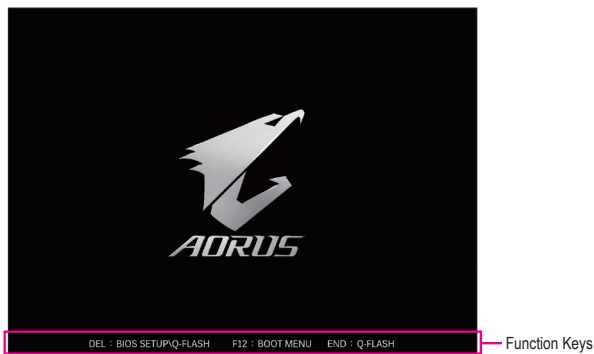 AORUS
DEL : BIOS SETUP\Q-FLASH F12 : BOOT MENU END : Q-FLASH
Function Keys